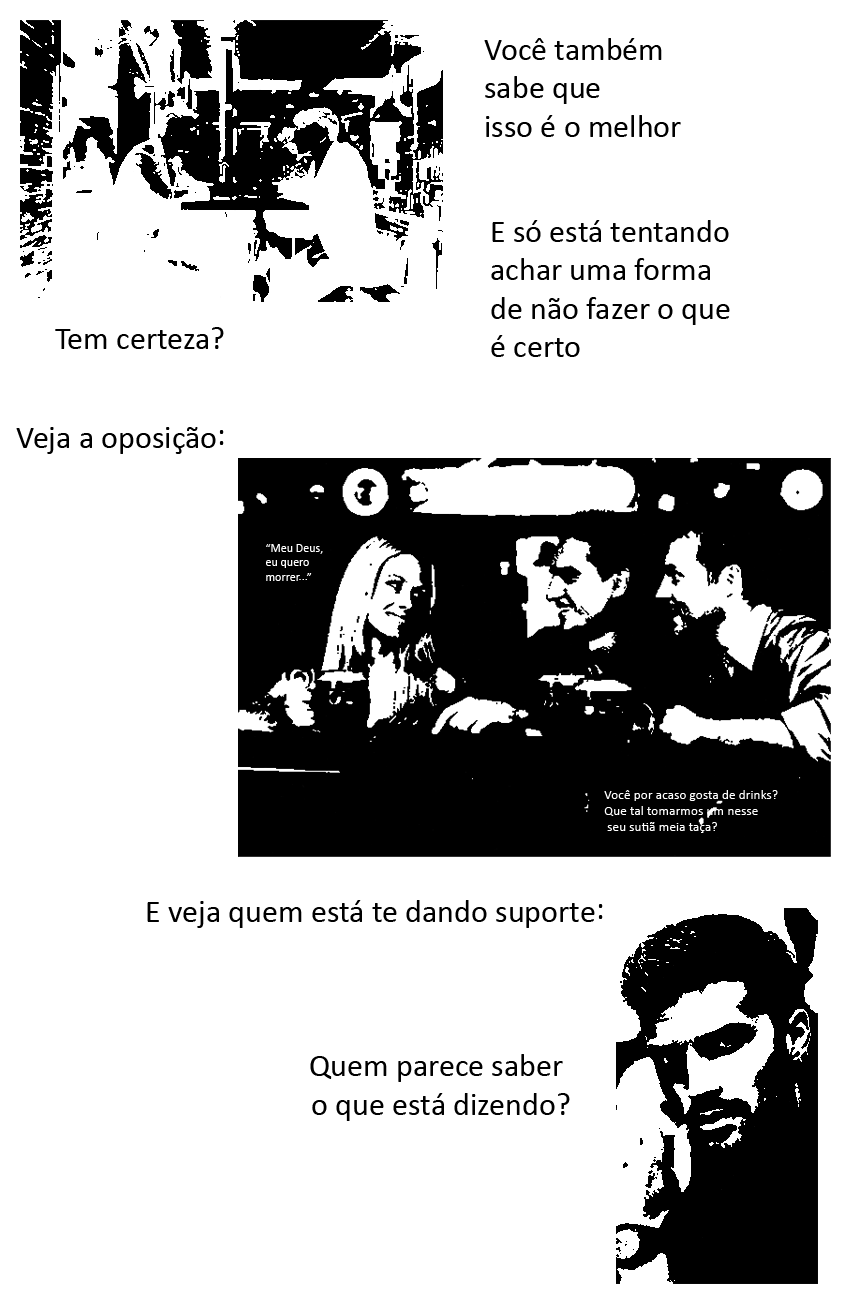 Você também
sabe que
isso é o melhor
E só está tentando
achar uma forma
de não fazer o que
é certo
Tem certeza?
Veja a oposição:
“Meu Deus,
eu quero
morrer...”
Você por acaso gosta de drinks?
Que tal tomarmos um nesse
seu sutiã meia taça?
E veja quem está te dando suporte:
Quem parece saber
o que está dizendo?